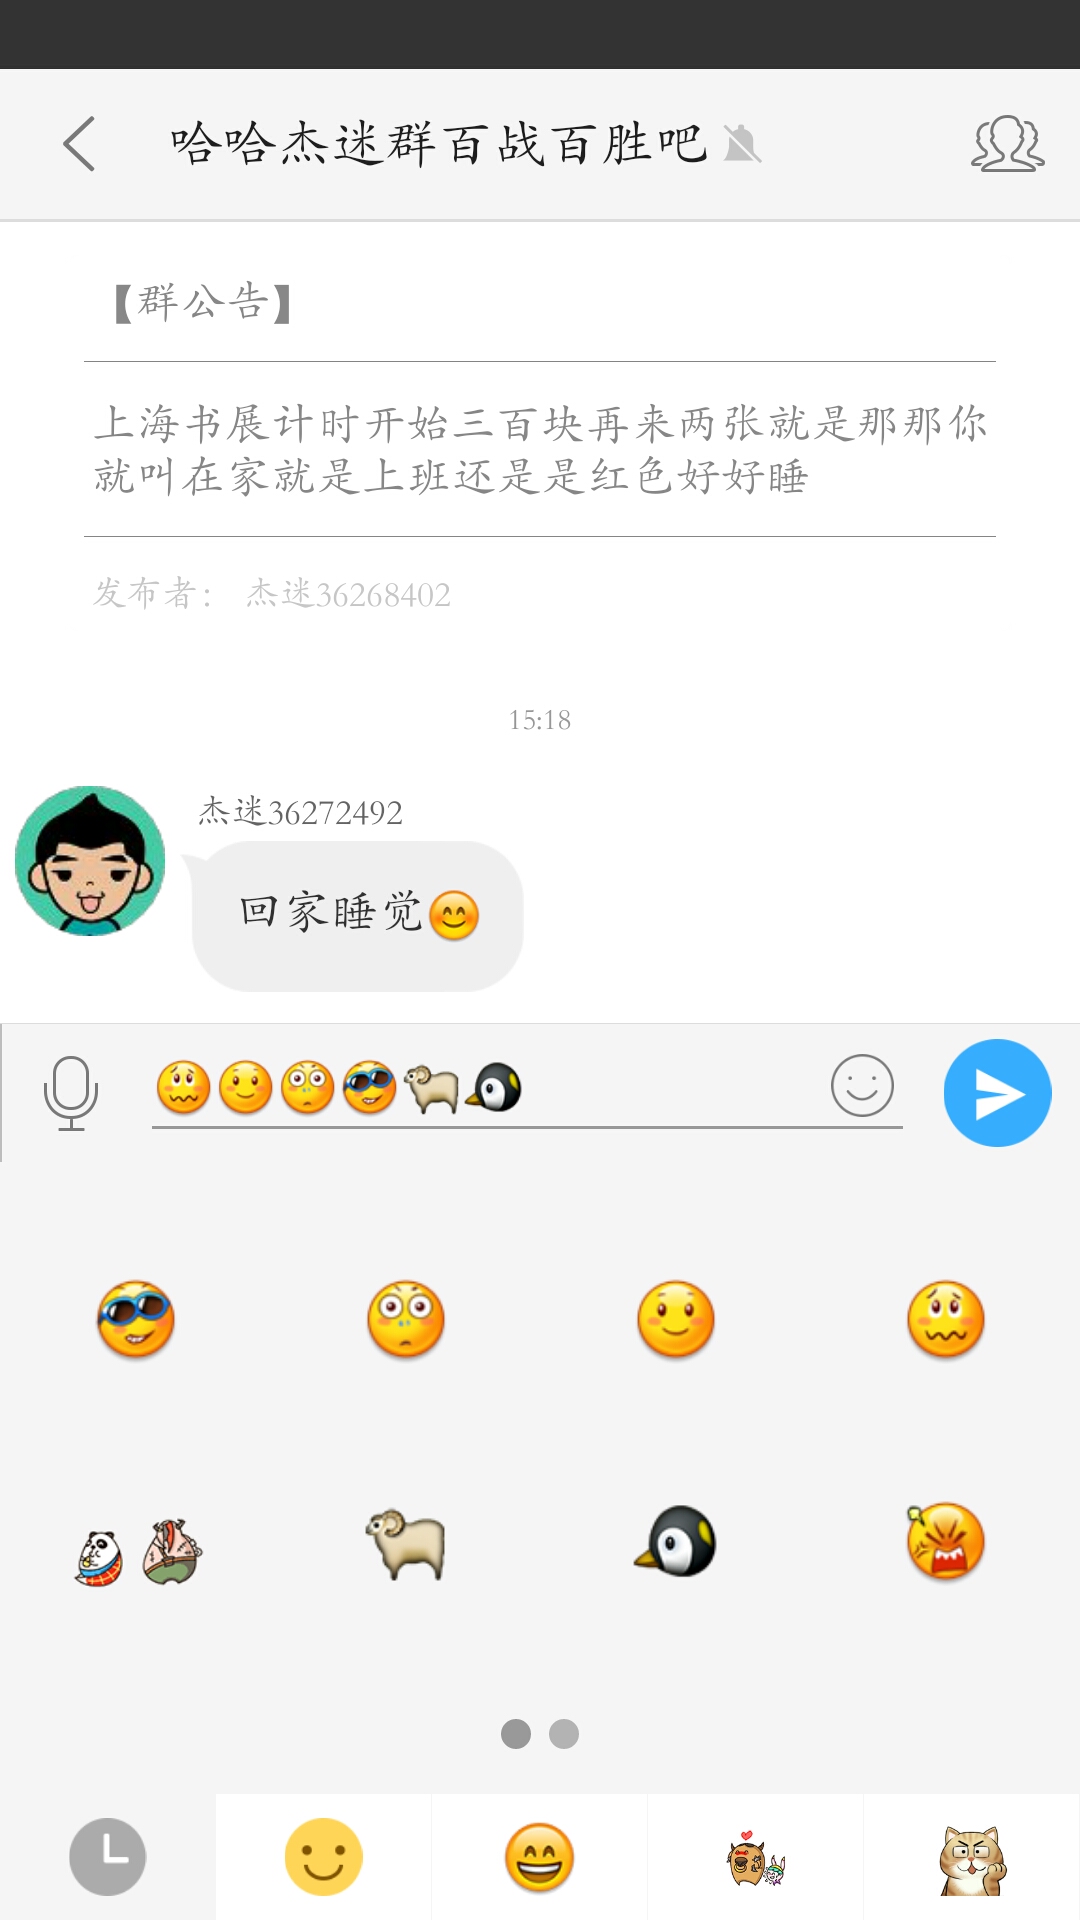 哈哈杰迷群百战百胜吧
【群公告】
上海书展计时开始三百块再来两张就是那那你
就叫在家就是上班还是是红色好好睡
发布者： 杰迷36268402
15:18
杰迷36272492
回家睡觉😊